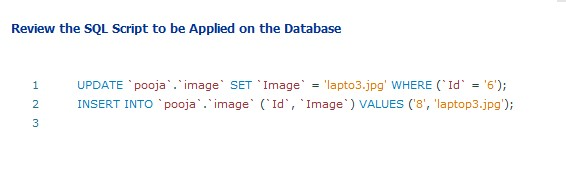 Review the SQL Script to be Applied on the Database
1 UPDATE `pooja`.`image` SET `Image` = 'lapto3.jpg' WHERE (`Id` = '6');
2 INSERT INTO `pooja`.`image` (`Id`, `Image`) VALUES ('8', 'laptop3.jpg');
3